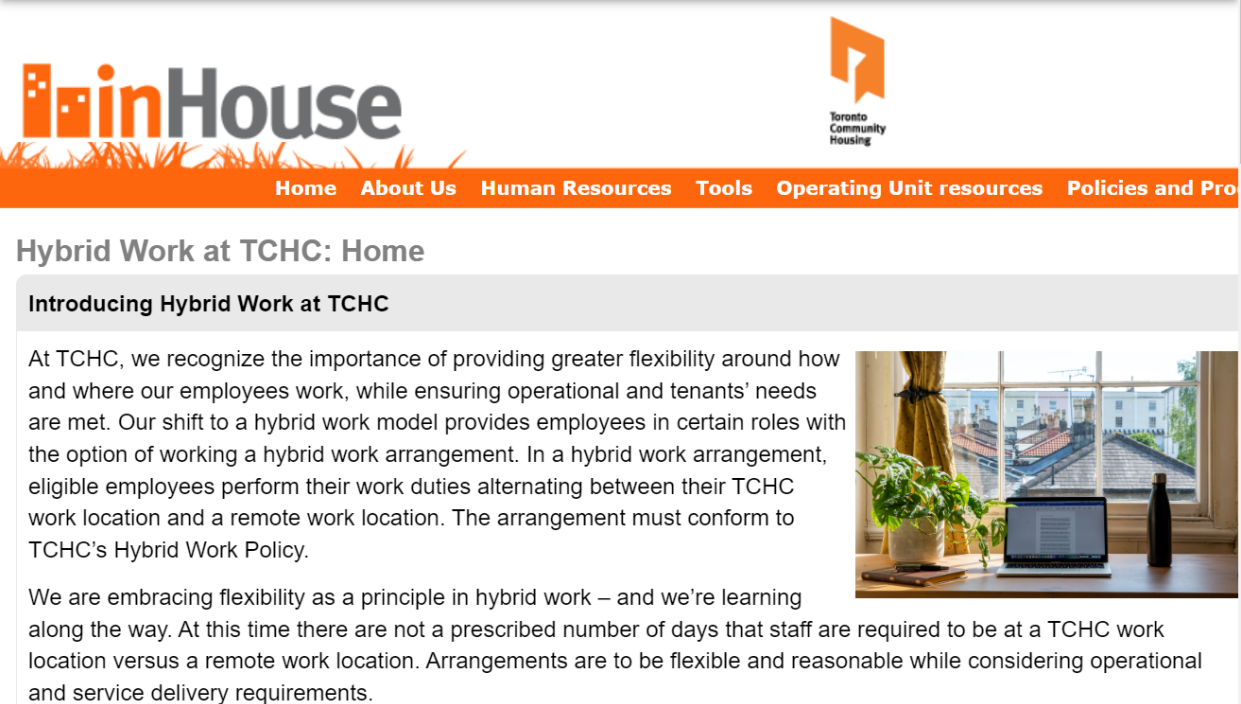 inHouse
Toronto
Community
Housing
Home About Us Human Resources Tools Operating Unit resources Policies and
Hybrid Work at TCHC: Home
Introducing Hybrid Work at TCHC
At TCHC, we recognize the importance of providing greater flexibility around how
and where our employees work, while ensuring operational and tenants’ needs
are met. Our shift to a hybrid work model provides employees in certain roles with
the option of working a hybrid work arrangement. In a hybrid work arrangement,
eligible employees perform their work duties alternating between their TCHC
work location and a remote work location. The arrangement must conform to
TCHC’s Hybrid Work Policy.
We are embracing flexibility as a principle in hybrid work – and we’re learning
along the way. At this time there are not a prescribed number of days that staff are required to be at a TCHC work
location versus a remote work location. Arrangements are to be flexible and reasonable while considering operational
and service delivery requirements.